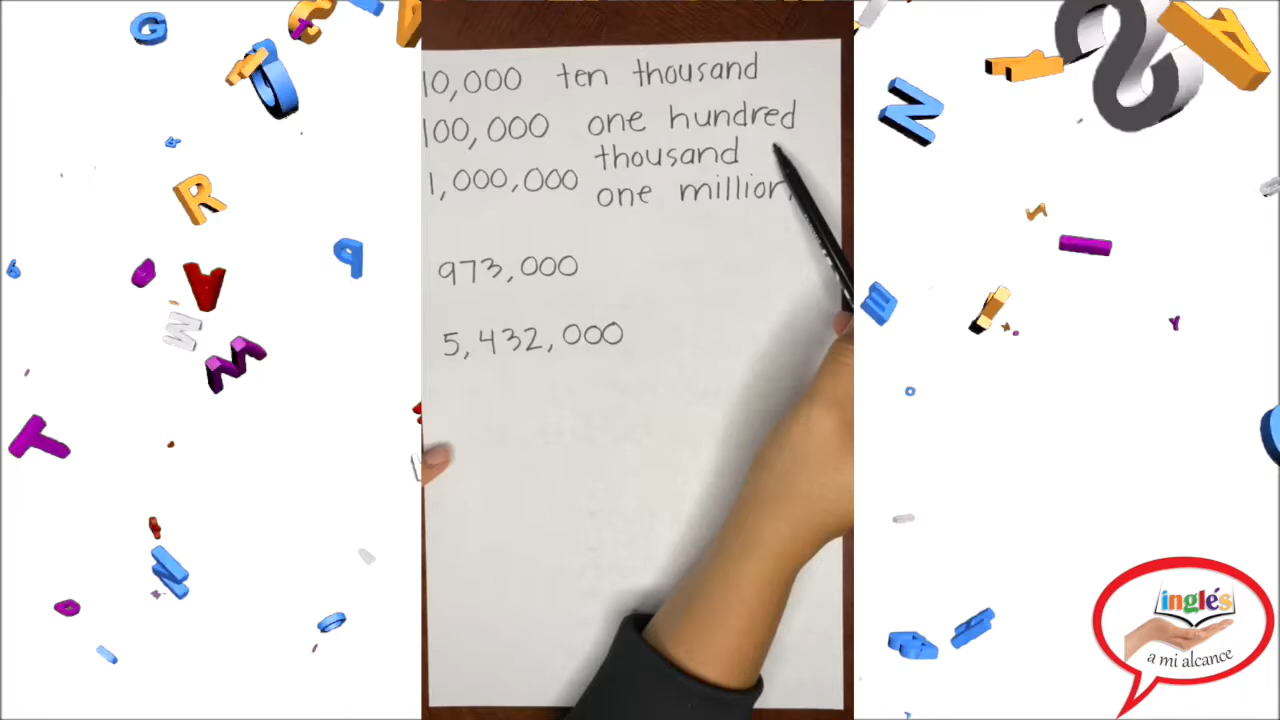 10,000 ten thousand
100,000 one hundred
thousand
1,000,000 one million
973,000
5,432,000
inglés
a mi alcance